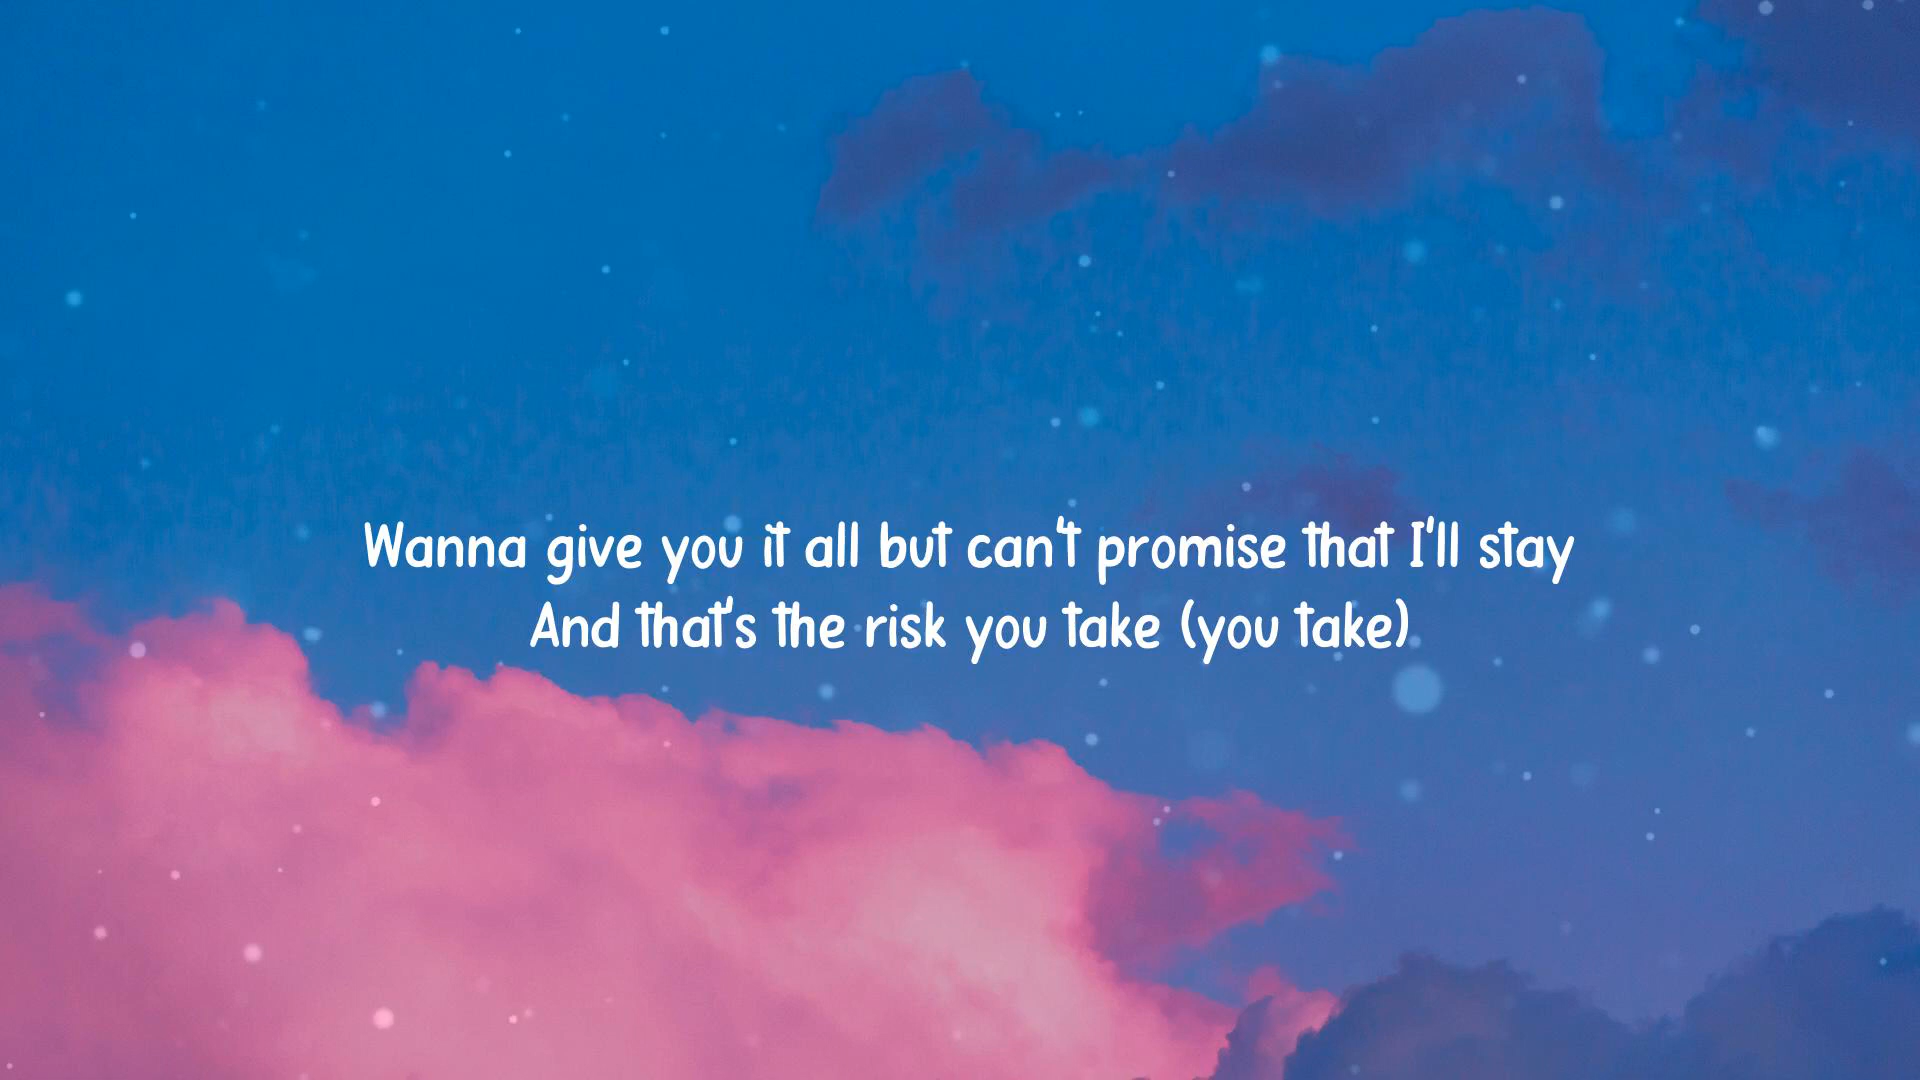 Wanna give you it all but can't promise that I'll stay
And that's the risk you take (you take)